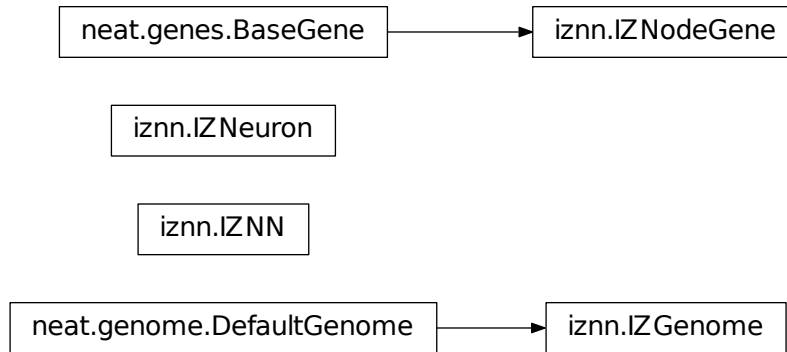 neat.genes.BaseGene
iznn.IZNodeGene
iznn.IZNeuron
iznn.IZNN
neat.genome.DefaultGenome
iznn.IZGenome